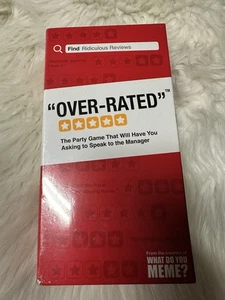 Find Ridiculous Reviews
"OVER-RATED"™
The Party Game That Will Have You
Asking to Speak to the Manager
From the creators of
WHAT DO YOU
MEME?